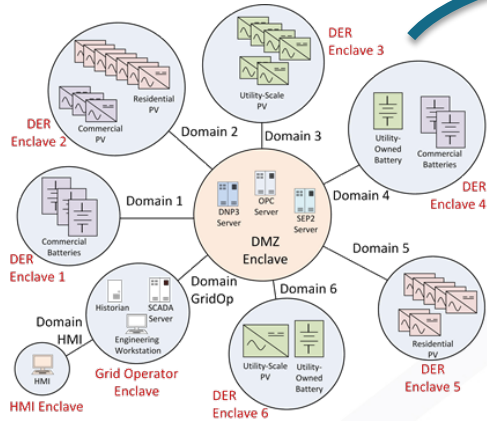 DER
Enclave 3
Residential
PV
Commercial
PV
DER
Enclave 2
Domain 2
Utility-Scale
PV
Domain 3
Utility-
Owned
Battery
Commercial
Batteries
DER
Enclave 4
Domain 4
DNP3
Server
OPC
Server
SEP2
Server
DMZ
Enclave
Domain 1
Commercial
Batteries
DER
Enclave 1
Domain 5
Residential
PV
DER
Enclave 5
Domain
GridOp
Domain 6
Historian
SCADA
Server
Engineering
Workstation
Grid Operator
Enclave
Domain
HMI
HMI
HMI Enclave
Utility-Scale
PV
Utility-
Owned
Battery
DER
Enclave 6